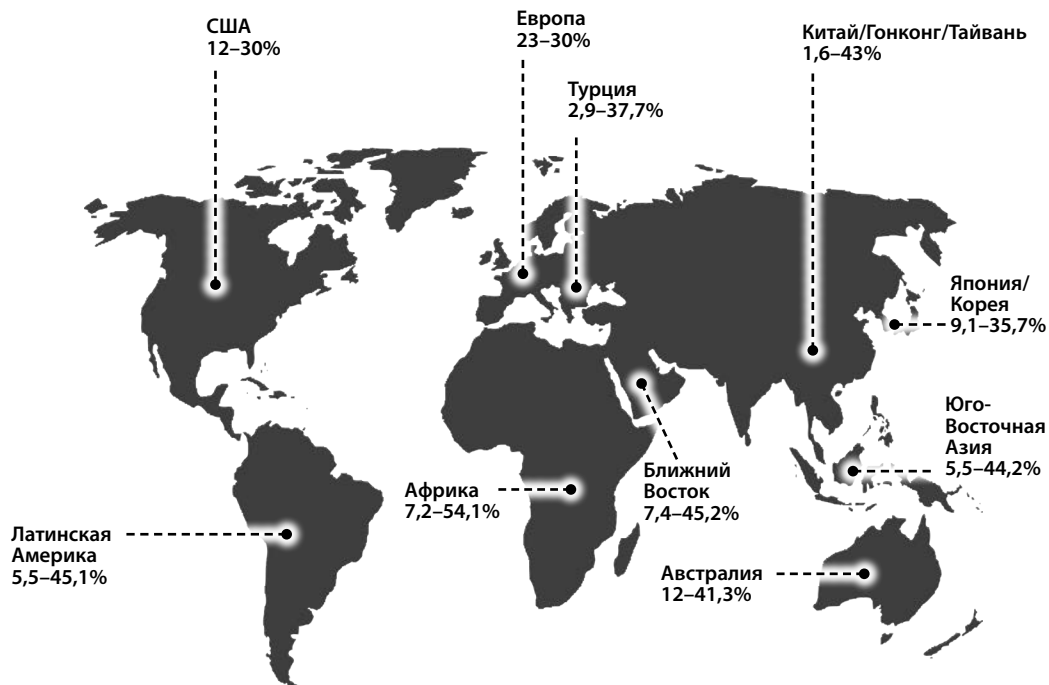 США
12–30%
Европа
23–30%
Китай/Гонконг/Тайвань
1,6–43%
Турция
2,9–37,7%
Япония/
Корея
9,1–35,7%
Юго-
Восточная
Азия
5,5–44,2%
Ближний
Восток
7,4–45,2%
Африка
7,2–54,1%
Латинская
Америка
5,5–45,1%
Австралия
12–41,3%